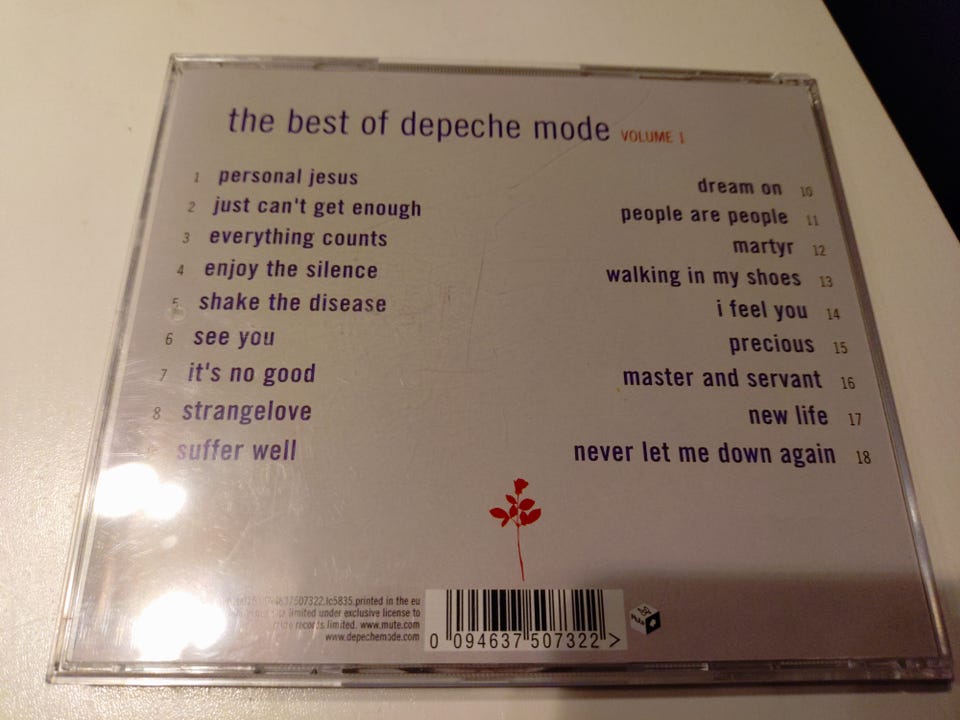 the best of depeche mode VOLUME 1
1 personal jesus
2 just can't get enough
3 everything counts
4 enjoy the silence
5 shake the disease
6 see you
7 it's no good
8 strangelove
suffer well
dream on 10
people are people 11
martyr 12
walking in my shoes 13
i feel you 14
precious 15
master and servant 16
new life 17
never let me down again 18
094637507322.lc5835.printed in the eu
limited under exclusive license to
records limited. www.mute.com
www.depechemode.com
0 094637 507322 >
Mute